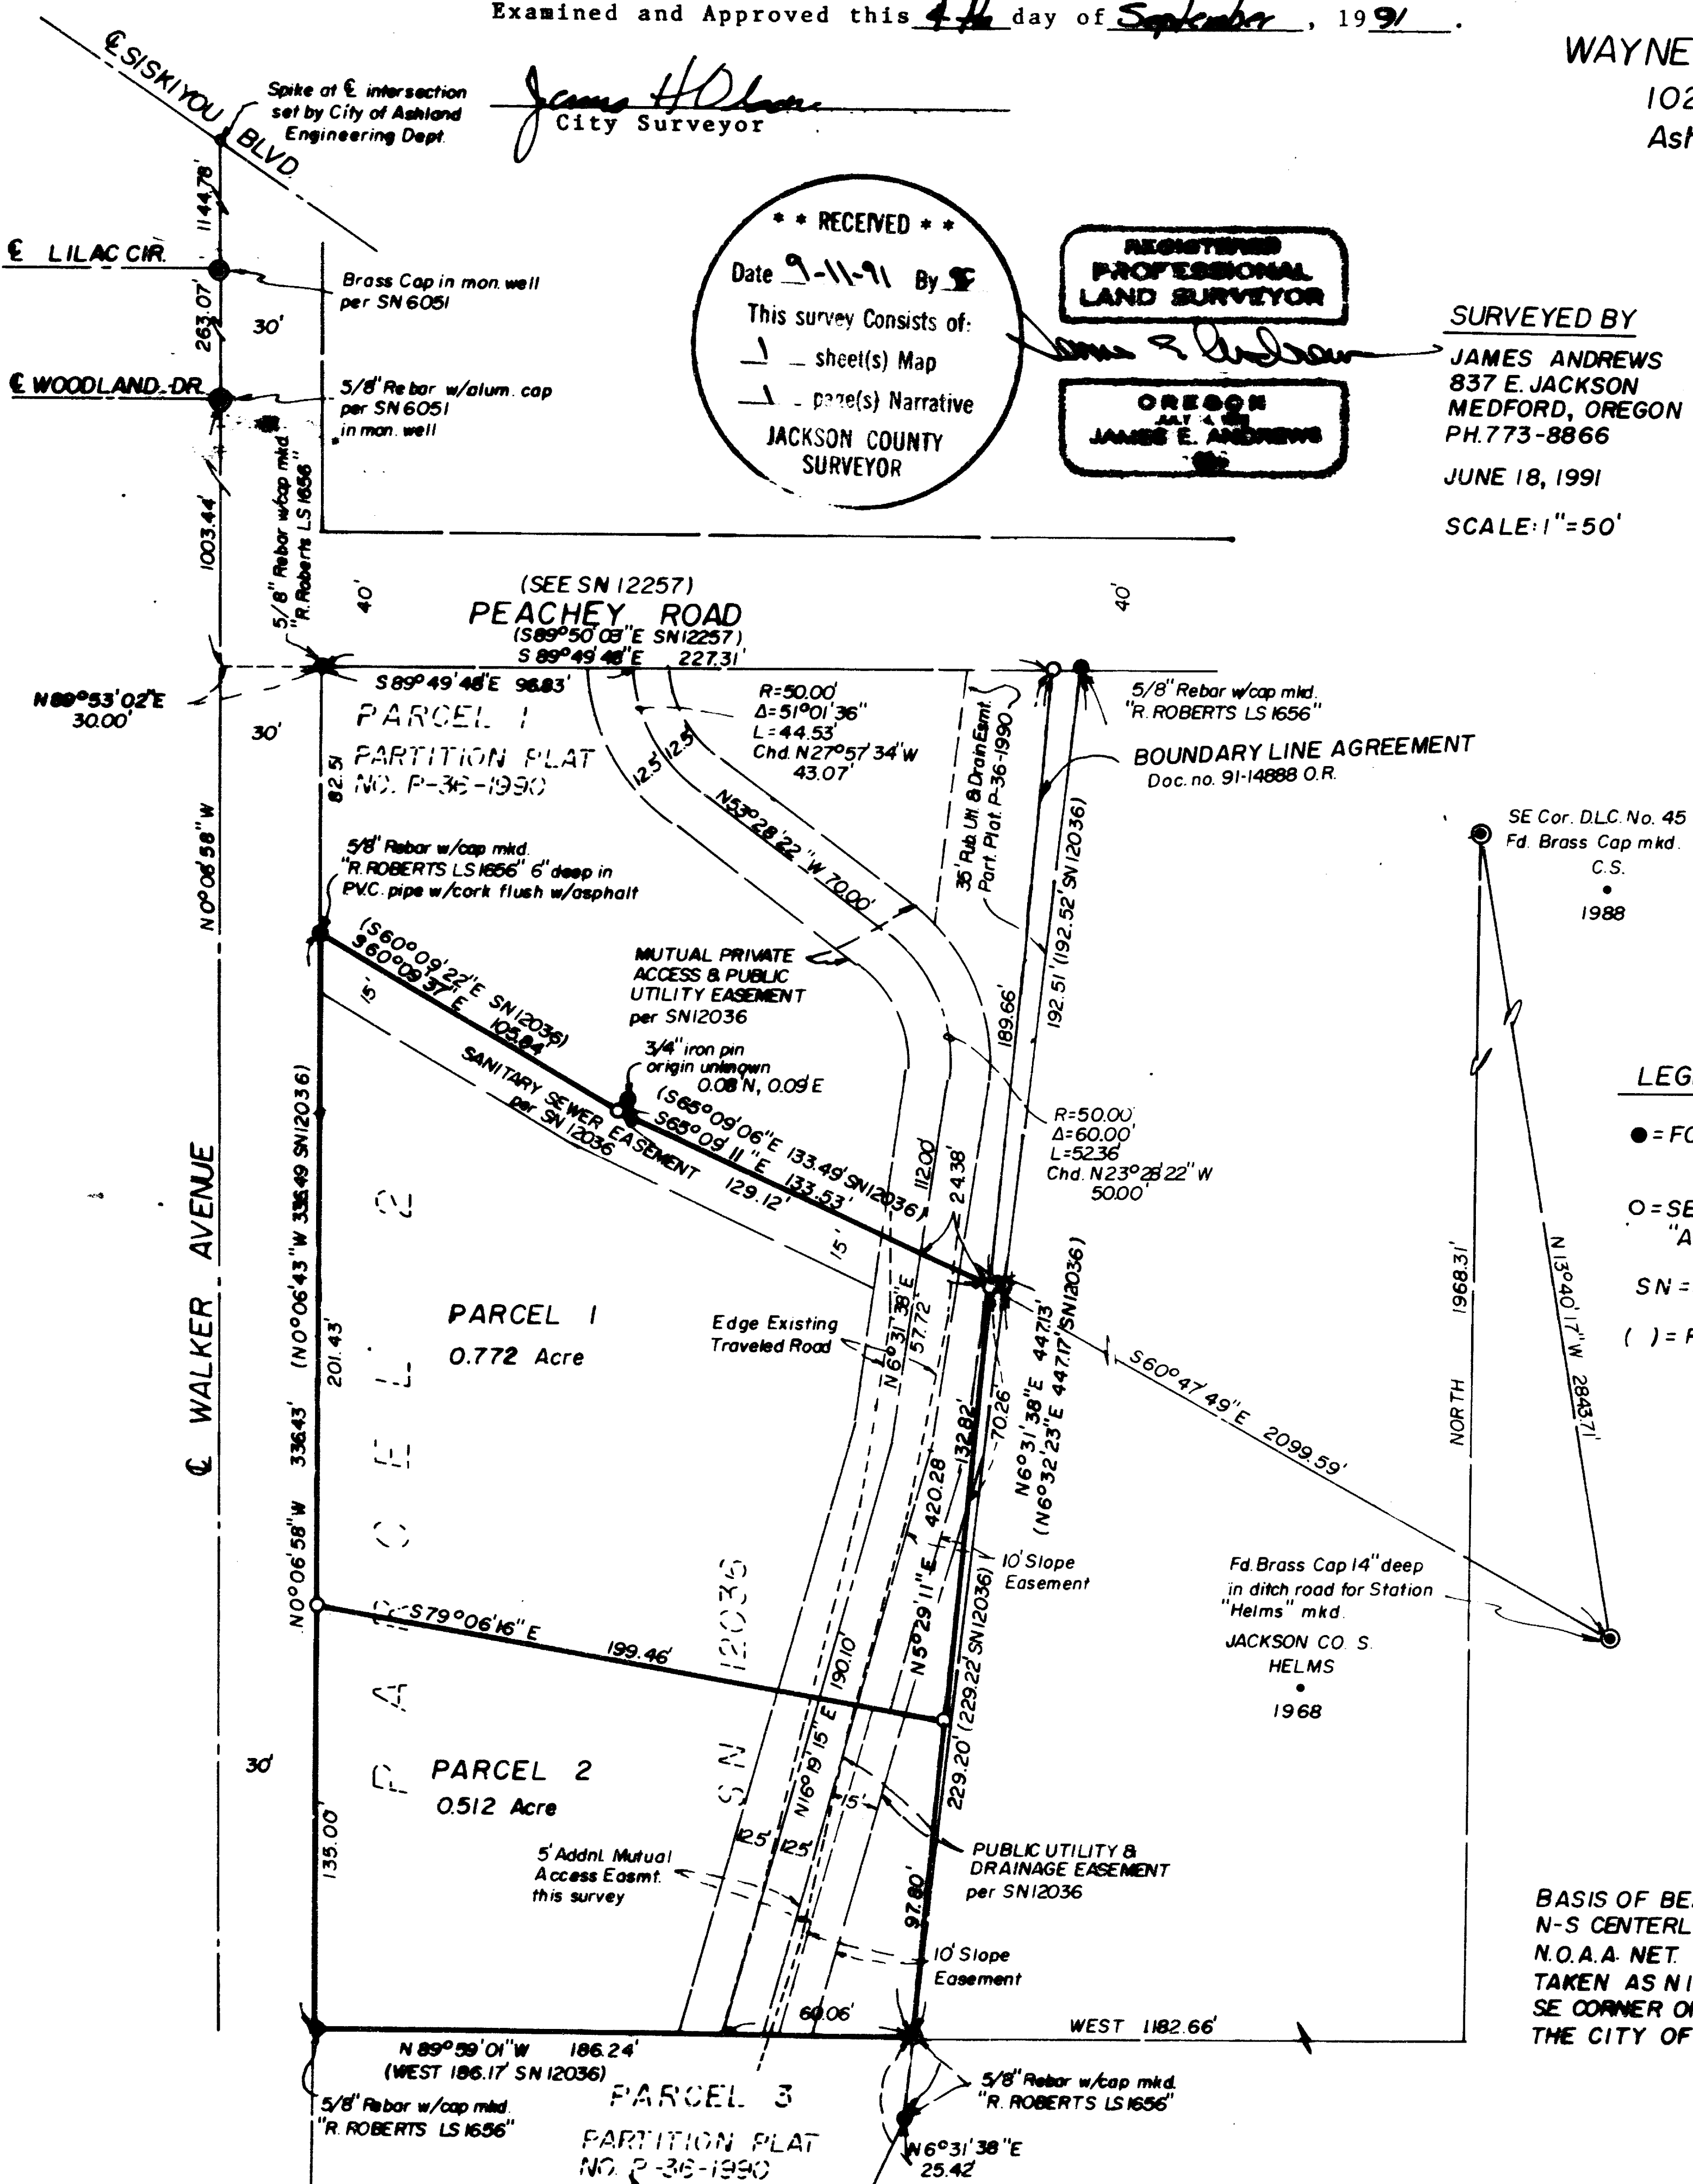 Examined and Approved this 4th day of September, 1991.
City Surveyor
WAYNE
102
Ash
℄ SISKIYOU BLVD.
Spike at ℄ intersection
set by City of Ashland
Engineering Dept.
1144.78'
℄ LILAC CIR.
Brass Cap in mon. well
per SN 6051
263.07'
30'
℄ WOODLAND DR.
5/8" Rebar w/alum. cap
per SN 6051
in mon. well
1003.44'
5/8" Rebar w/cap mkd
"R. Roberts LS 1656"
* * RECEIVED * *
Date 9-11-91 By
This survey Consists of:
1 sheet(s) Map
1 page(s) Narrative
JACKSON COUNTY
SURVEYOR
REGISTERED
PROFESSIONAL
LAND SURVEYOR
OREGON
JAMES E. ANDREWS
SURVEYED BY
JAMES ANDREWS
837 E. JACKSON
MEDFORD, OREGON
PH. 773-8866
JUNE 18, 1991
SCALE: 1"=50'
40'
(SEE SN 12257)
PEACHEY ROAD
(S89°50'03"E SN12257)
S 89°49'48"E 227.31'
40'
N89°53'02"E
30.00'
30'
S89°49'48"E 96.83'
PARCEL 1
PARTITION PLAT
NO. P-36-1990
82.51
R=50.00'
Δ=51°01'36"
L=44.53'
Chd. N27°57'34"W
43.07'
12.5' 12.5'
N53°28'22"W 70.00'
35' Pub. Util. & Drain Esmt.
Part. Plat. P-36-1990
5/8" Rebar w/cap mkd.
"R. ROBERTS LS 1656"
BOUNDARY LINE AGREEMENT
Doc. no. 91-14888 O.R.
189.66'
192.51' (192.52' SN12036)
SE Cor. D.L.C. No. 45
Fd. Brass Cap mkd.
C.S.
1988
N0°06'58"W
5/8" Rebar w/cap mkd.
"R. ROBERTS LS 1656" 6" deep in
PVC. pipe w/cork flush w/asphalt
(S60°09'22"E SN12036)
S60°09'37"E 105.84'
15'
MUTUAL PRIVATE
ACCESS & PUBLIC
UTILITY EASEMENT
per SN12036
3/4" iron pin
origin unknown
0.08'N, 0.09'E
SANITARY SEWER EASEMENT
per SN 12036
(S65°09'06"E 133.49' SN12036)
S65°09'11"E 133.53'
129.12'
15'
112.00'
24.38'
R=50.00'
Δ=60.00'
L=52.36'
Chd. N23°28'22"W
50.00'
LEG
● = FO
O = SE
"A
SN =
( ) = F
℄ WALKER AVENUE
N0°06'58"W 336.43' (N0°06'43"W 336.49 SN12036)
201.43'
PARCEL 2
SN 12036
PARCEL 1
0.772 Acre
Edge Existing
Traveled Road
N6°31'38"E
57.72'
132.82'
70.26'
N6°31'38"E 447.13'
(N6°32'23"E 447.17' SN12036)
S60°47'49"E 2099.59'
NORTH 1968.31'
N13°40'17"W 2843.71'
N5°29'11"E 420.28'
10' Slope
Easement
Fd. Brass Cap 14" deep
in ditch road for Station
"Helms" mkd.
JACKSON CO. S.
HELMS
1968
S79°06'16"E 199.46'
30'
PARCEL 2
0.512 Acre
135.00'
N16°19'15"E 190.10'
229.20' (229.22' SN12036)
15'
12.5' 12.5'
5' Addnl. Mutual
Access Easmt.
this survey
PUBLIC UTILITY &
DRAINAGE EASEMENT
per SN12036
97.80'
10' Slope
Easement
60.06'
BASIS OF BE
N-S CENTERL
N.O.A.A. NET.
TAKEN AS N1
SE CORNER O
THE CITY OF
WEST 1182.66'
N 89°59'01"W 186.24'
(WEST 186.17' SN12036)
5/8" Rebar w/cap mkd.
"R. ROBERTS LS 1656"
PARCEL 3
PARTITION PLAT
NO. P-36-1990
5/8" Rebar w/cap mkd.
"R. ROBERTS LS 1656"
N6°31'38"E
25.42'